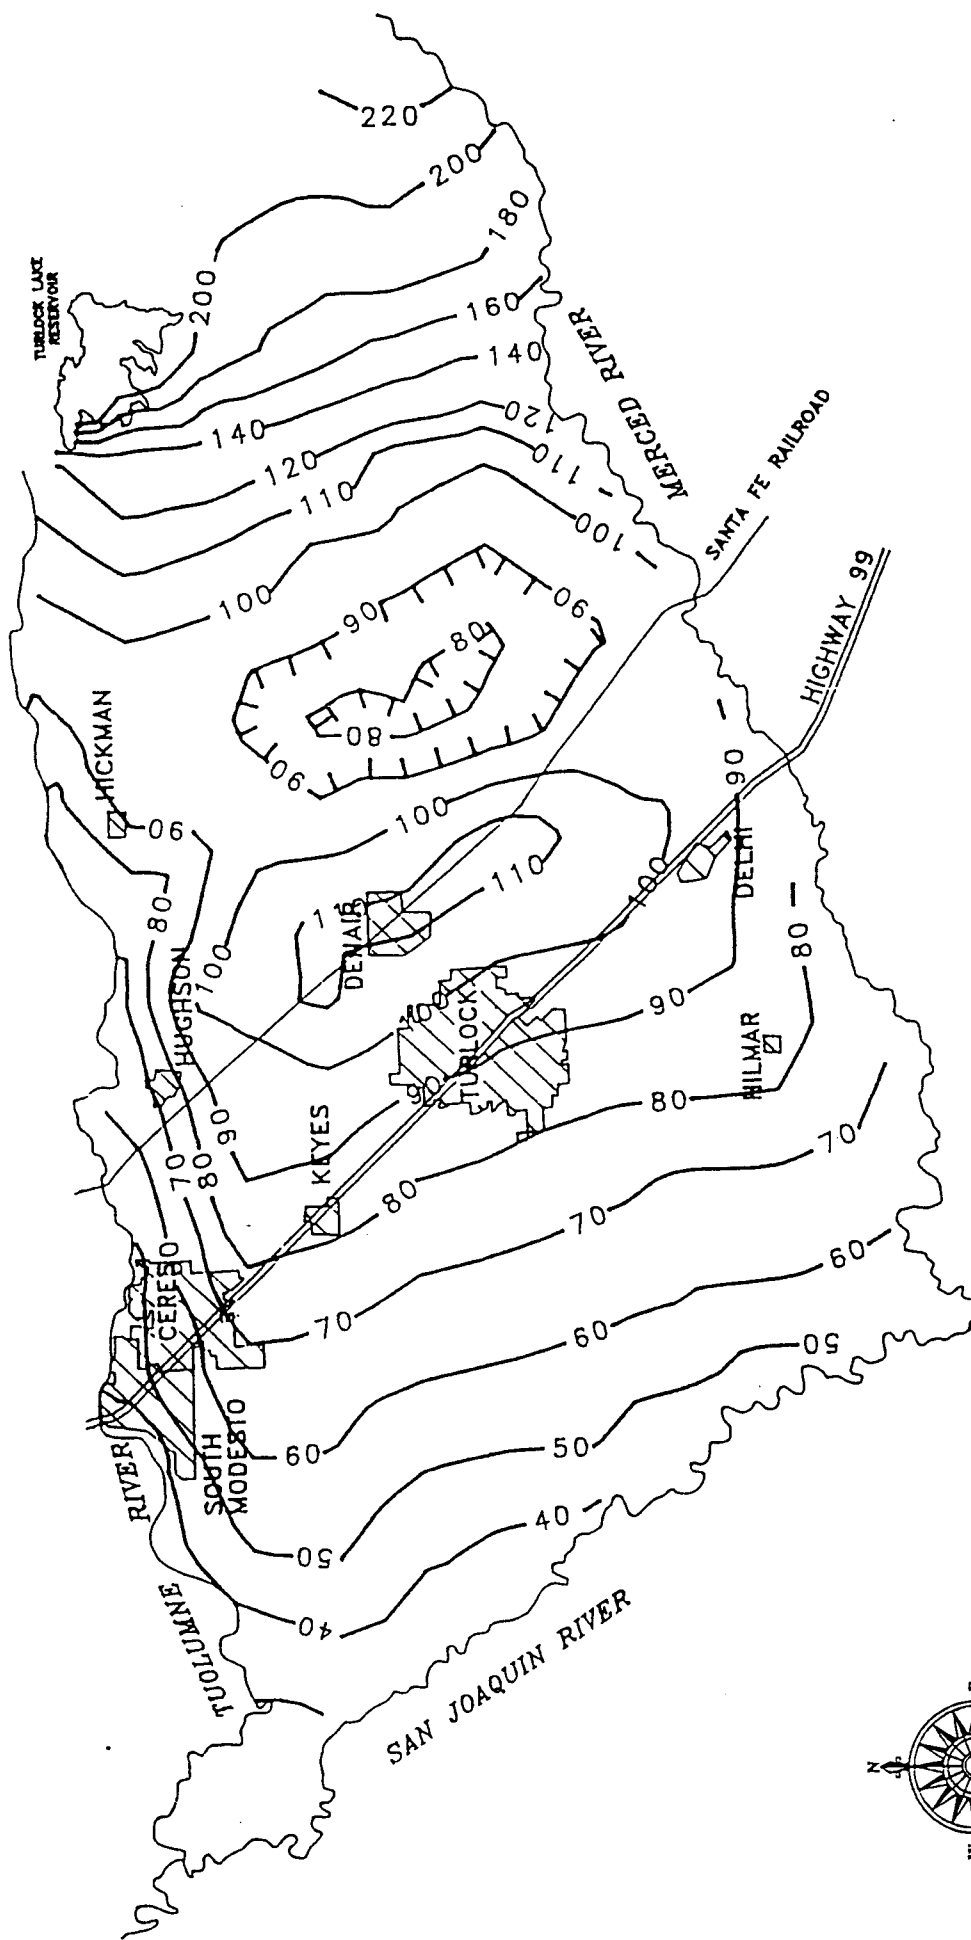 220
200
180
200
TURLOCK LAKE
RESERVOIR
160
140
140
120
120
110
110
100
100
MERCED RIVER
SANTA FE RAILROAD
HIGHWAY 99
90
90
90
80
80
HICKMAN
90
80
HUGHSON
100
100
100
100
110
DENAIR
TURLOCK
DELHI
90
90
90
90
80
80
80
80
HILMAR
KEYES
70
70
70
70
CERES
SOUTH
MODESTO
60
60
60
50
50
50
50
40
40
TUOLUMNE
RIVER
SAN JOAQUIN RIVER
N